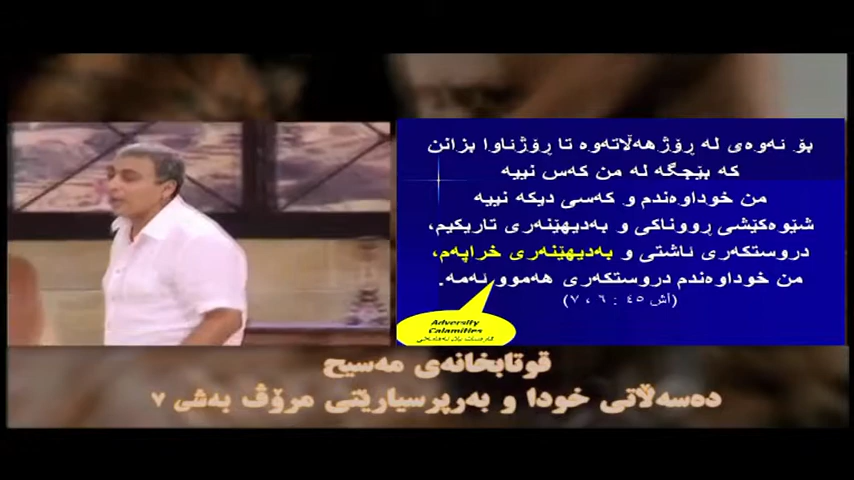 بۆ ئەوەی لە ڕۆژهەڵاتەوە تا ڕۆژئاوا بزانن
کە بێجگە لە من کەس نییە
من خوداوەندم و کەسی دیکە نییە
شێوەکێشی ڕووناکی و بەدیهێنەری تاریکیم،
دروستکەری ئاشتی و بەدیهێنەری خراپەم،
من خوداوەندم دروستکەری هەموو ئەمە.
(أش ٤٥ : ٦ ، ٧)
Adversity
Calamities
قوتابخانەی مەسیح
دەسەڵاتی خودا و بەرپرسیارێتی مرۆڤ بەشی ٧